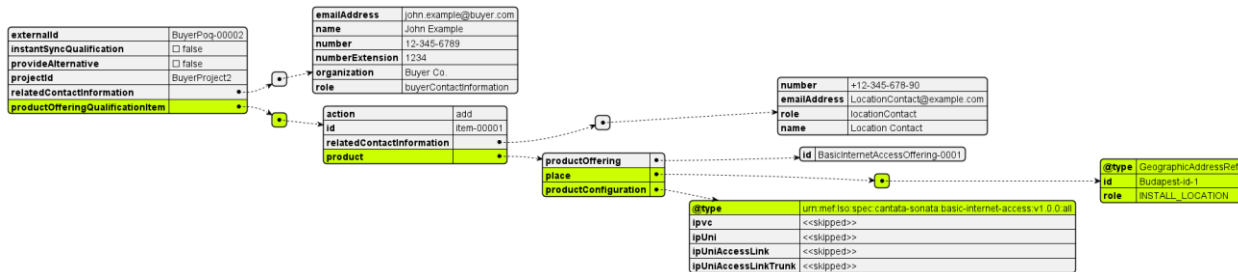 externalId BuyerPoq-00002
instantSyncQualification ☐ false
provideAlternative ☐ false
projectId BuyerProject2
relatedContactInformation
productOfferingQualificationItem
emailAddress john.example@buyer.com
name John Example
number 12-345-6789
numberExtension 1234
organization Buyer Co.
role buyerContactInformation
action add
id item-00001
relatedContactInformation
product
number +12-345-678-90
emailAddress LocationContact@example.com
role locationContact
name Location Contact
productOffering
place
productConfiguration
id BasicInternetAccessOffering-0001
@type GeographicAddressRef
id Budapest-id-1
role INSTALL_LOCATION
@type urn:mef:lso:spec:cantata-sonata:basic-internet-access:v1.0.0:all
ipvc <<skipped>>
ipUni <<skipped>>
ipUniAccessLink <<skipped>>
ipUniAccessLinkTrunk <<skipped>>